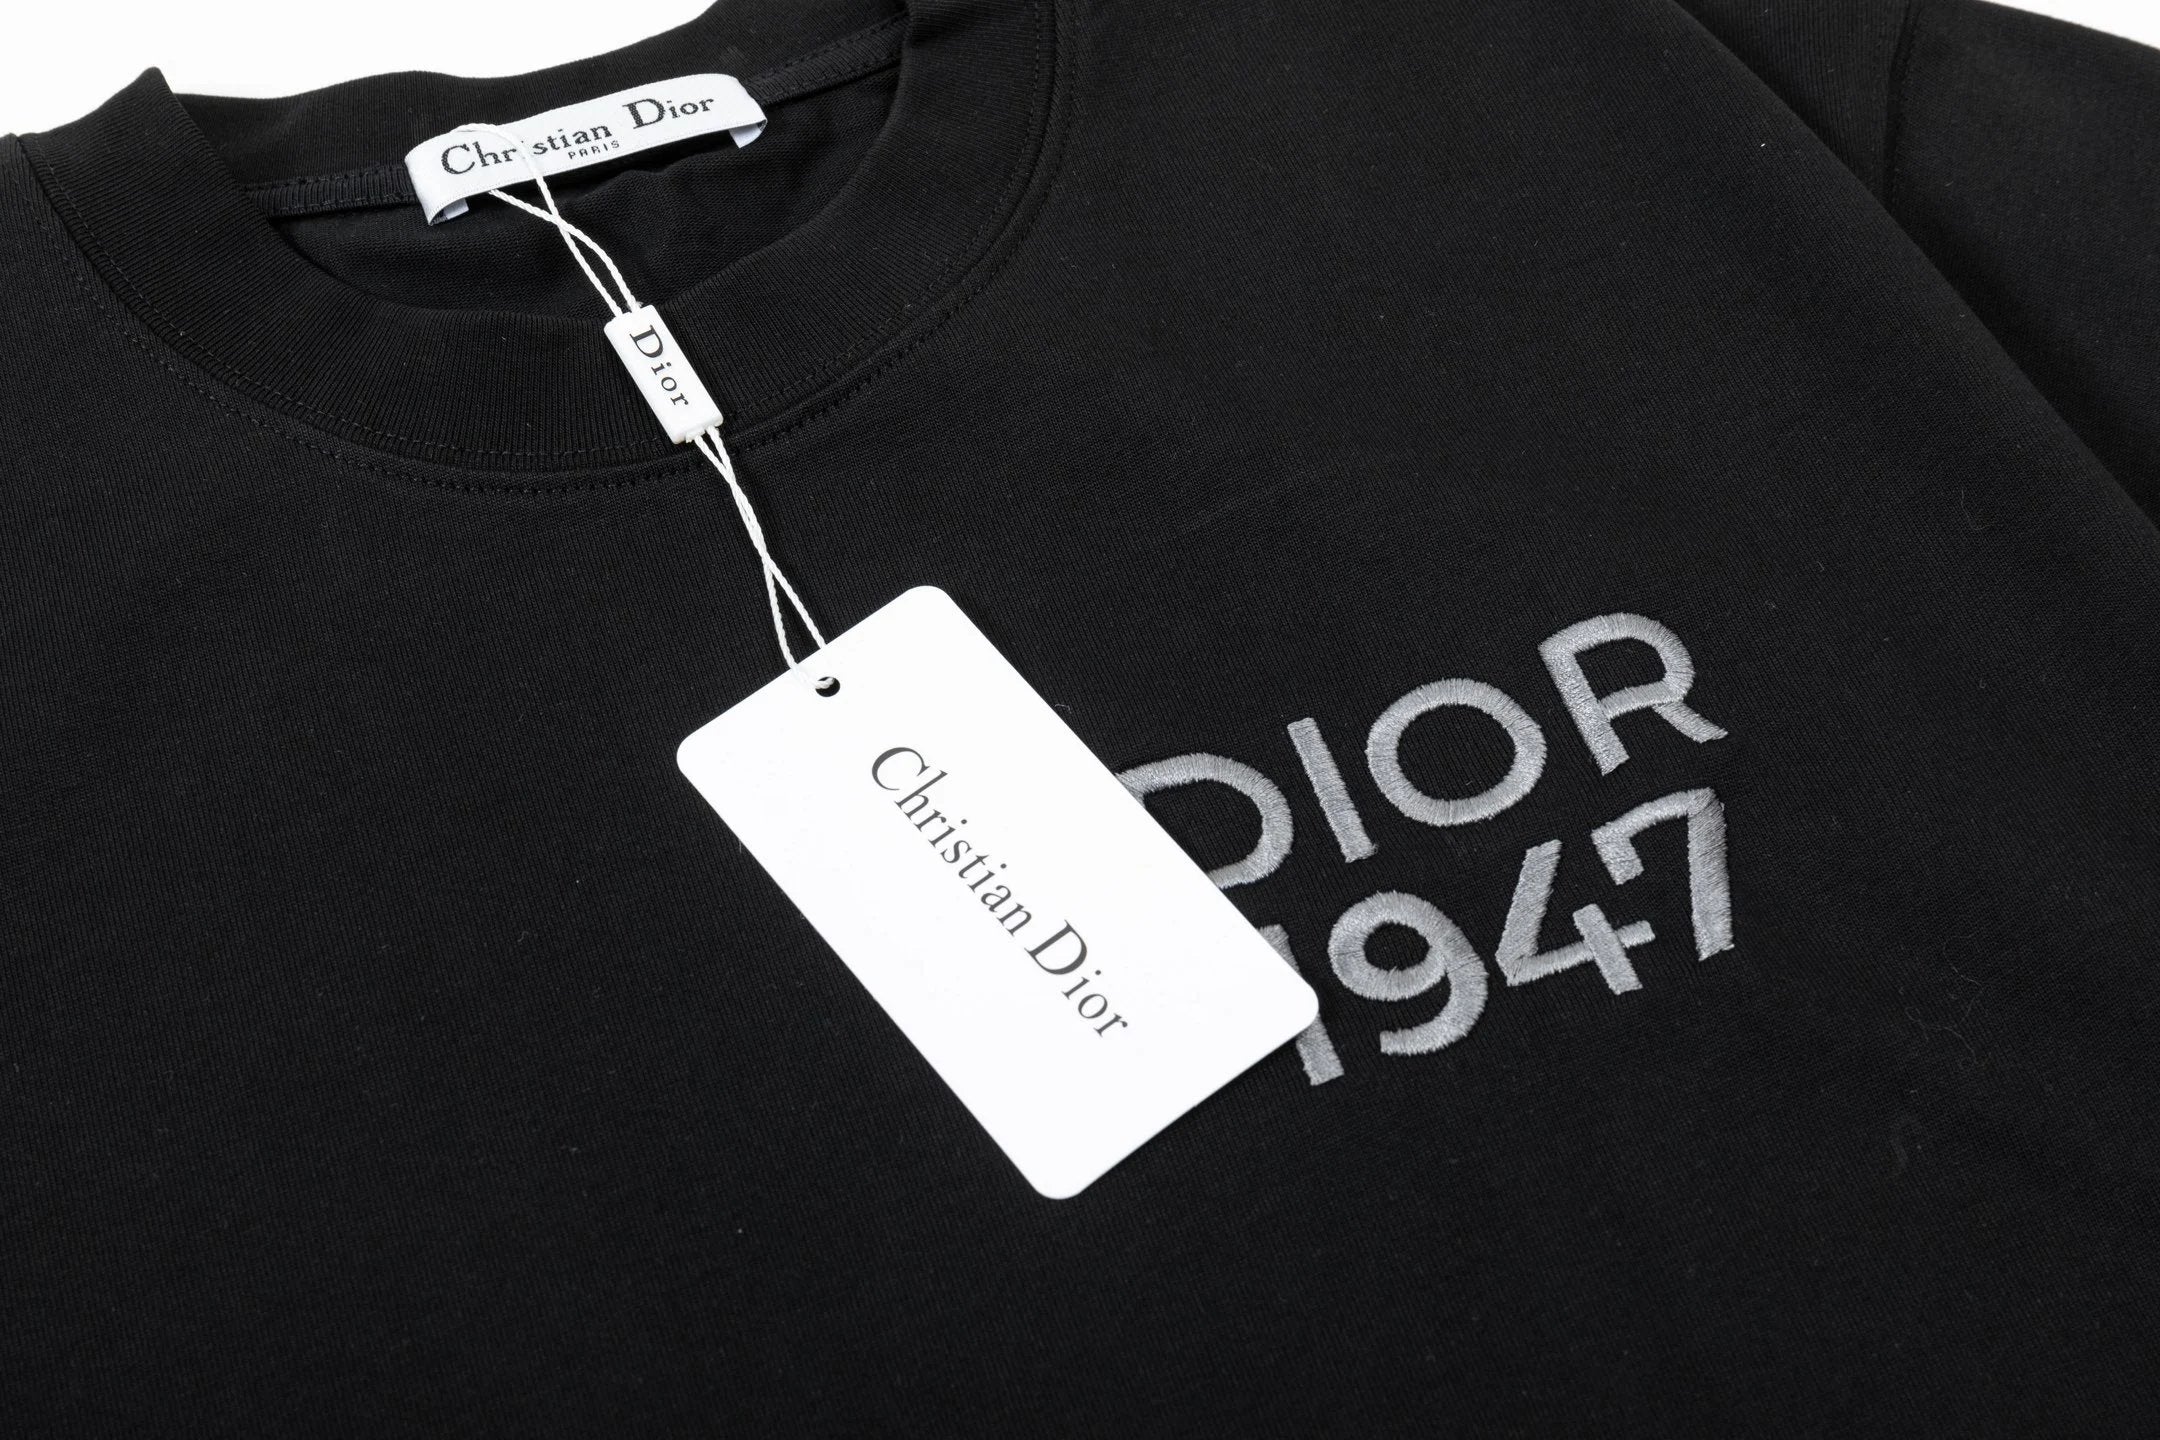 Christian Dior
PARIS
Dior
Christian Dior
DIOR
1947